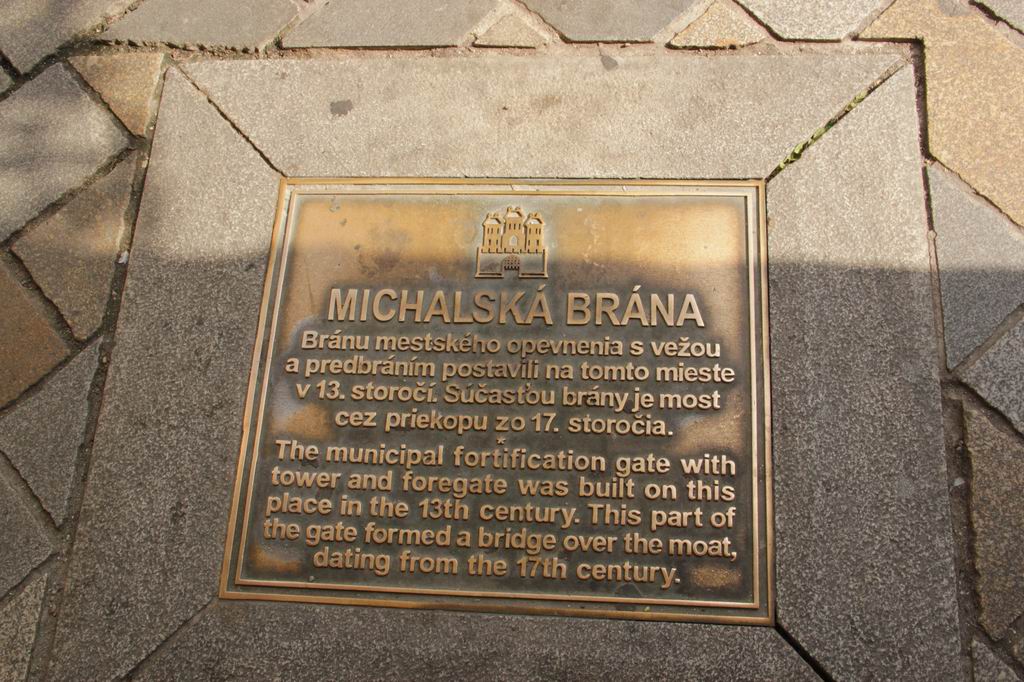 MICHALSKÁ BRÁNA
Bránu mestského opevnenia s vežou
a predbráním postavili na tomto mieste
v 13. storočí. Súčasťou brány je most
cez priekopu zo 17. storočia.
*
The municipal fortification gate with
tower and foregate was built on this
place in the 13th century. This part of
the gate formed a bridge over the moat,
dating from the 17th century.